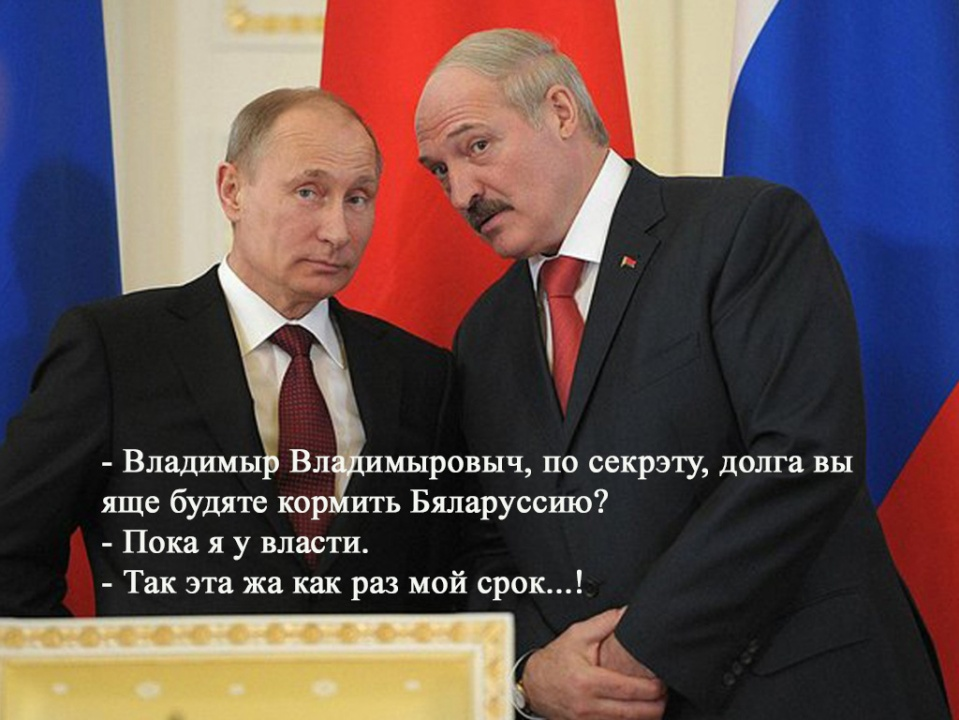 - Владимыр Владимыровыч, по секрэту, долга вы
яще будяте кормить Бяларуссию?
- Пока я у власти.
- Так эта жа как раз мой срок...!